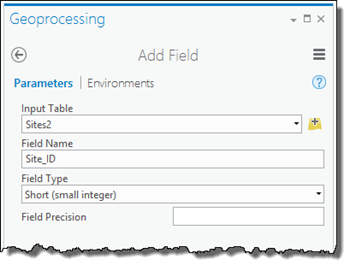 Geoprocessing
Add Field
Parameters | Environments
Input Table
Sites2
Field Name
Site_ID
Field Type
Short (small integer)
Field Precision